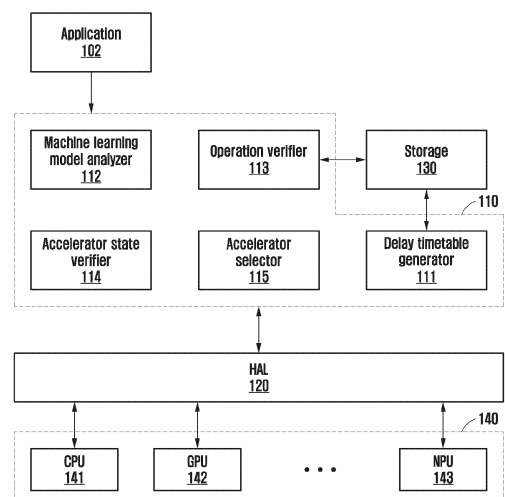 Application
102
Machine learning
model analyzer
112
Operation verifier
113
Storage
130
110
Accelerator state
verifier
114
Accelerator
selector
115
Delay timetable
generator
111
HAL
120
140
CPU
141
GPU
142
• • •
NPU
143